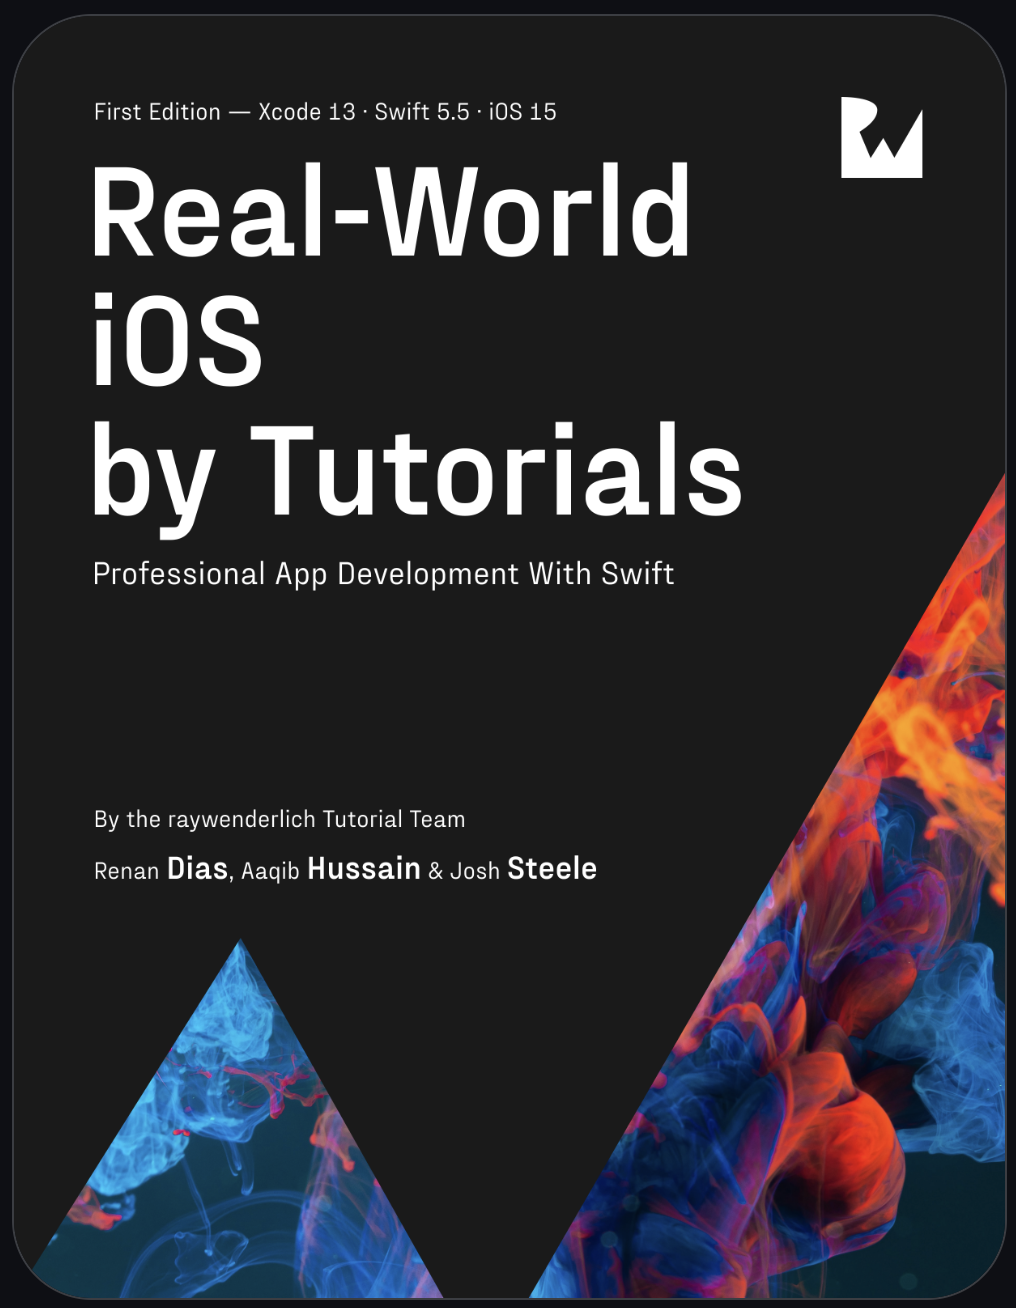 First Edition — Xcode 13 · Swift 5.5 · iOS 15
Real-World
iOS
by Tutorials
Professional App Development With Swift
By the raywenderlich Tutorial Team
Renan Dias, Aaqib Hussain & Josh Steele